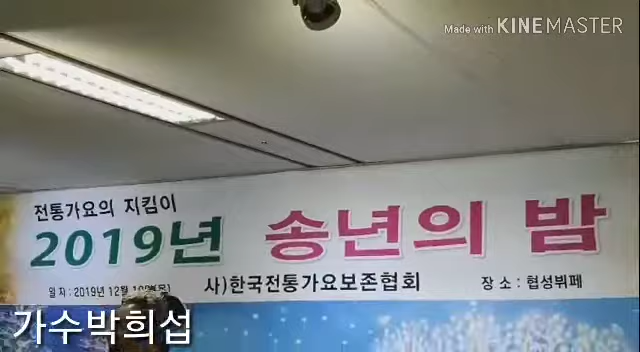 Made with KINEMASTER
전통가요의 지킴이
2019년 송년의 밤
일 자 : 2019년 12월 사)한국전통가요보존협회 장 소 : 협성뷔페
가수박희섭